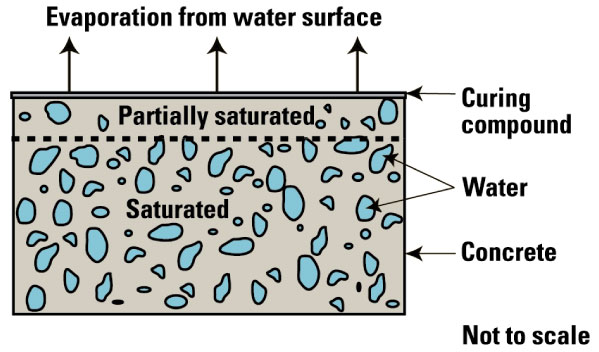 Evaporation from water surface
Partially saturated
Curing
compound
Water
Saturated
Concrete
Not to scale